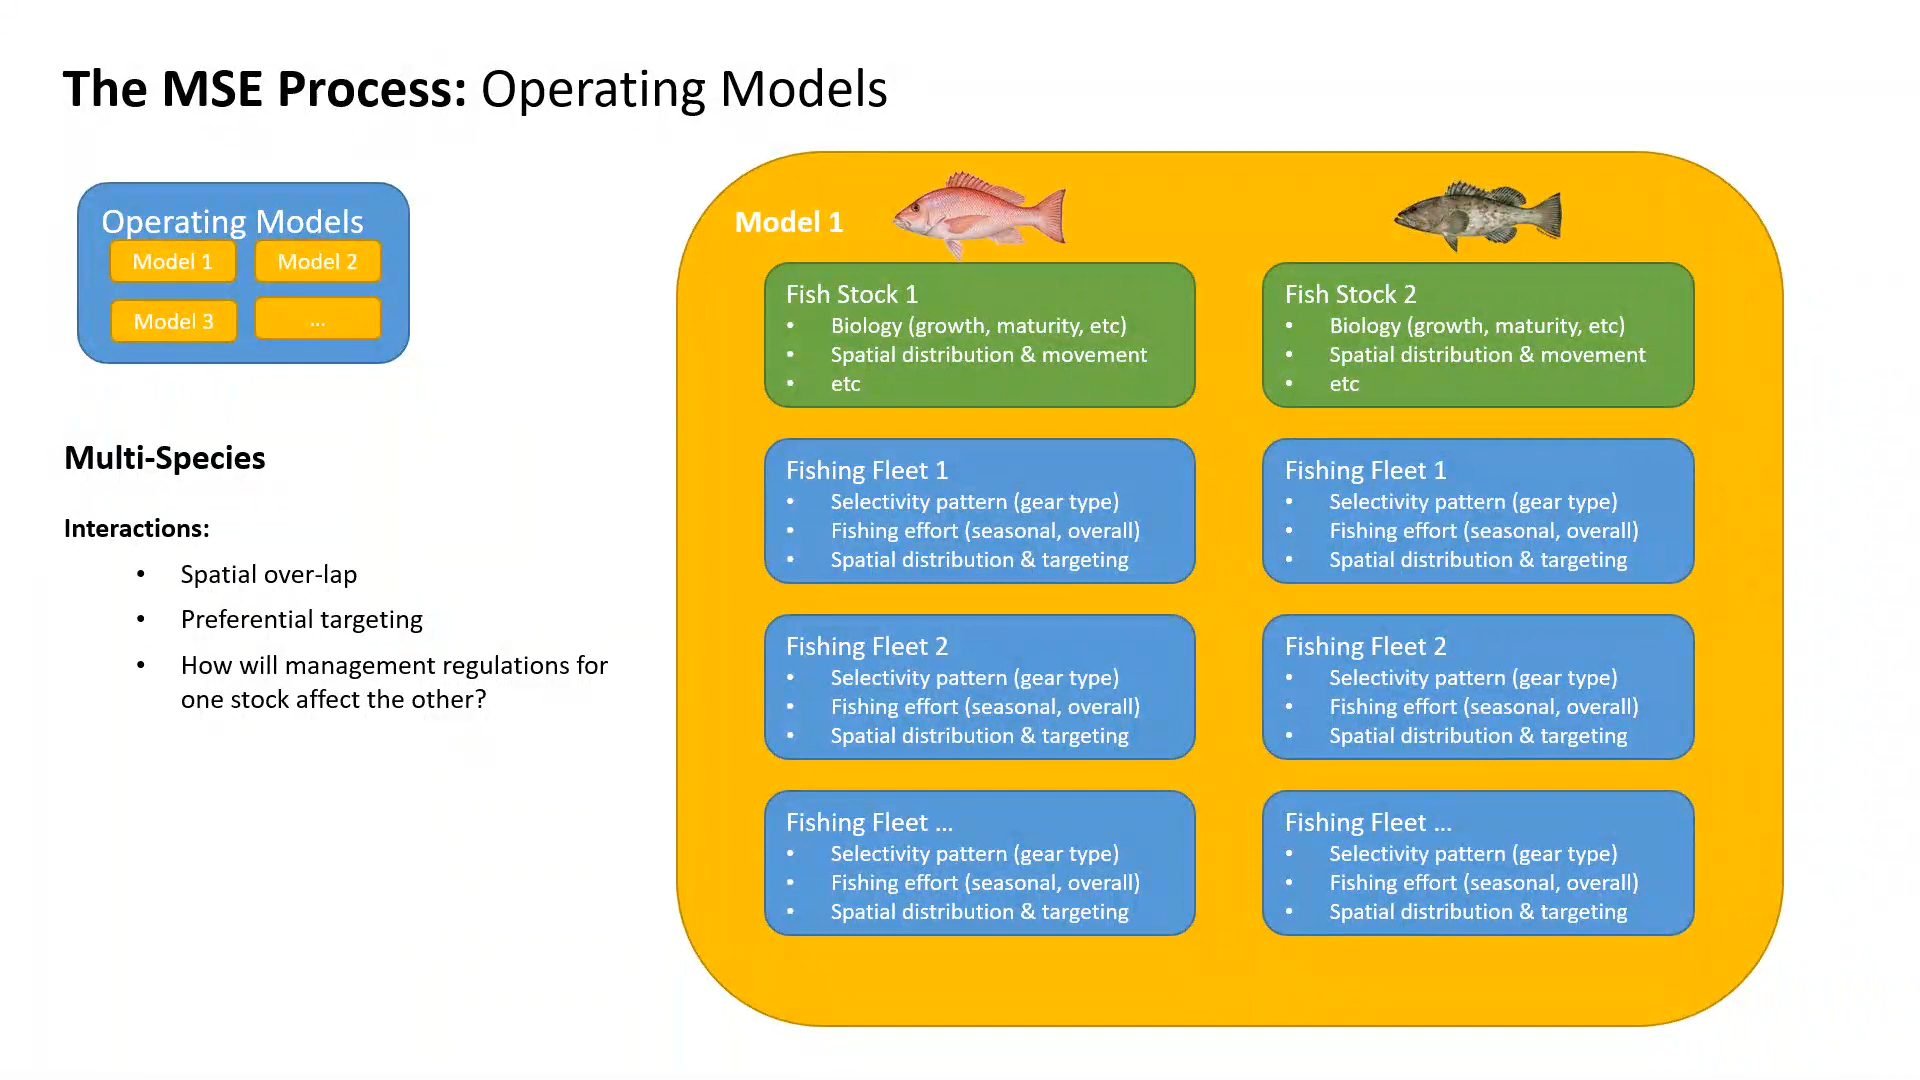 The MSE Process: Operating Models
Operating Models
Model 1
Model 2
Model 3
...
Multi-Species
Interactions:
• Spatial over-lap
• Preferential targeting
• How will management regulations for
one stock affect the other?
Model 1
Fish Stock 1
• Biology (growth, maturity, etc)
• Spatial distribution & movement
• etc
Fishing Fleet 1
• Selectivity pattern (gear type)
• Fishing effort (seasonal, overall)
• Spatial distribution & targeting
Fishing Fleet 2
• Selectivity pattern (gear type)
• Fishing effort (seasonal, overall)
• Spatial distribution & targeting
Fishing Fleet ...
• Selectivity pattern (gear type)
• Fishing effort (seasonal, overall)
• Spatial distribution & targeting
Fish Stock 2
• Biology (growth, maturity, etc)
• Spatial distribution & movement
• etc
Fishing Fleet 1
• Selectivity pattern (gear type)
• Fishing effort (seasonal, overall)
• Spatial distribution & targeting
Fishing Fleet 2
• Selectivity pattern (gear type)
• Fishing effort (seasonal, overall)
• Spatial distribution & targeting
Fishing Fleet ...
• Selectivity pattern (gear type)
• Fishing effort (seasonal, overall)
• Spatial distribution & targeting